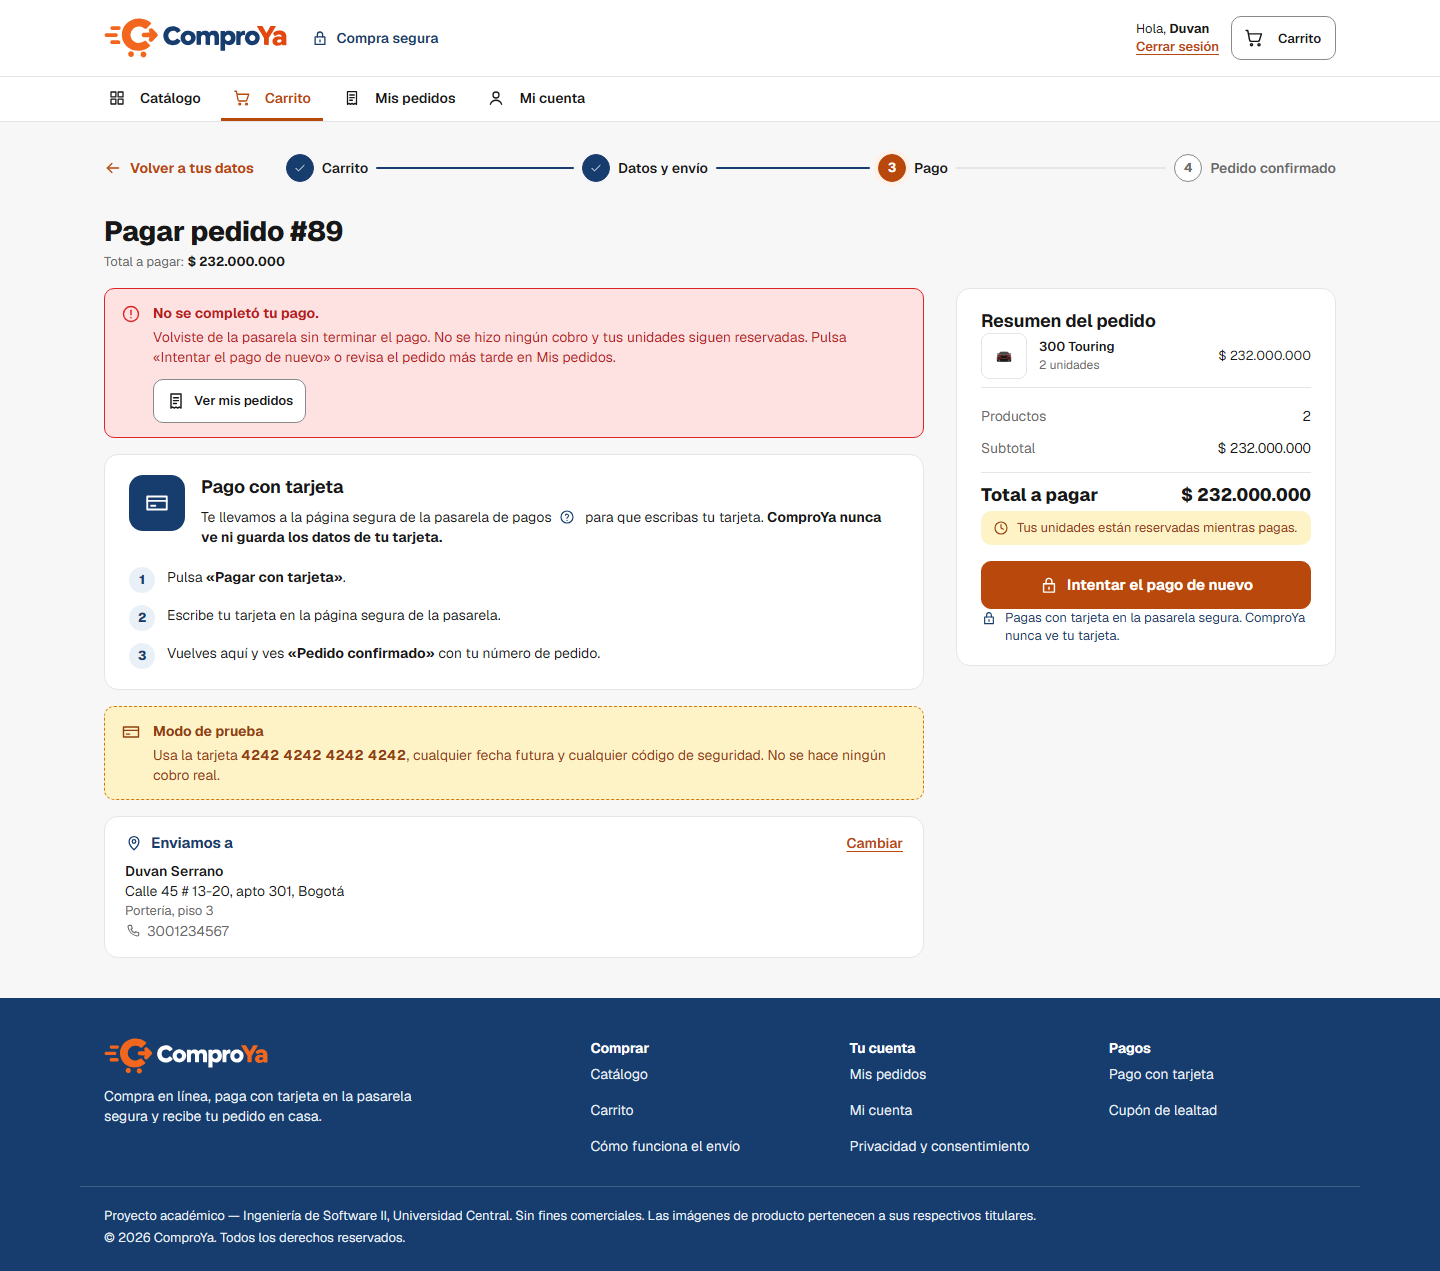 ComproYa
Compra segura
Hola, Duvan
Cerrar sesión
Carrito
Catálogo
Carrito
Mis pedidos
Mi cuenta
Volver a tus datos
Carrito
Datos y envío
3
Pago
4
Pedido confirmado
Pagar pedido #89
Total a pagar: $ 232.000.000
No se completó tu pago.
Volviste de la pasarela sin terminar el pago. No se hizo ningún cobro y tus unidades siguen reservadas. Pulsa
«Intentar el pago de nuevo» o revisa el pedido más tarde en Mis pedidos.
Ver mis pedidos
Pago con tarjeta
Te llevamos a la página segura de la pasarela de pagos ? para que escribas tu tarjeta. ComproYa nunca
ve ni guarda los datos de tu tarjeta.
1 Pulsa «Pagar con tarjeta».
2 Escribe tu tarjeta en la página segura de la pasarela.
3 Vuelves aquí y ves «Pedido confirmado» con tu número de pedido.
Modo de prueba
Usa la tarjeta 4242 4242 4242 4242, cualquier fecha futura y cualquier código de seguridad. No se hace ningún
cobro real.
Enviamos a
Cambiar
Duvan Serrano
Calle 45 # 13-20, apto 301, Bogotá
Portería, piso 3
3001234567
Resumen del pedido
300 Touring
2 unidades
$ 232.000.000
Productos 2
Subtotal $ 232.000.000
Total a pagar $ 232.000.000
Tus unidades están reservadas mientras pagas.
Intentar el pago de nuevo
Pagas con tarjeta en la pasarela segura. ComproYa
nunca ve tu tarjeta.
ComproYa
Compra en línea, paga con tarjeta en la pasarela
segura y recibe tu pedido en casa.
Comprar
Catálogo
Carrito
Cómo funciona el envío
Tu cuenta
Mis pedidos
Mi cuenta
Privacidad y consentimiento
Pagos
Pago con tarjeta
Cupón de lealtad
Proyecto académico — Ingeniería de Software II, Universidad Central. Sin fines comerciales. Las imágenes de producto pertenecen a sus respectivos titulares.
© 2026 ComproYa. Todos los derechos reservados.